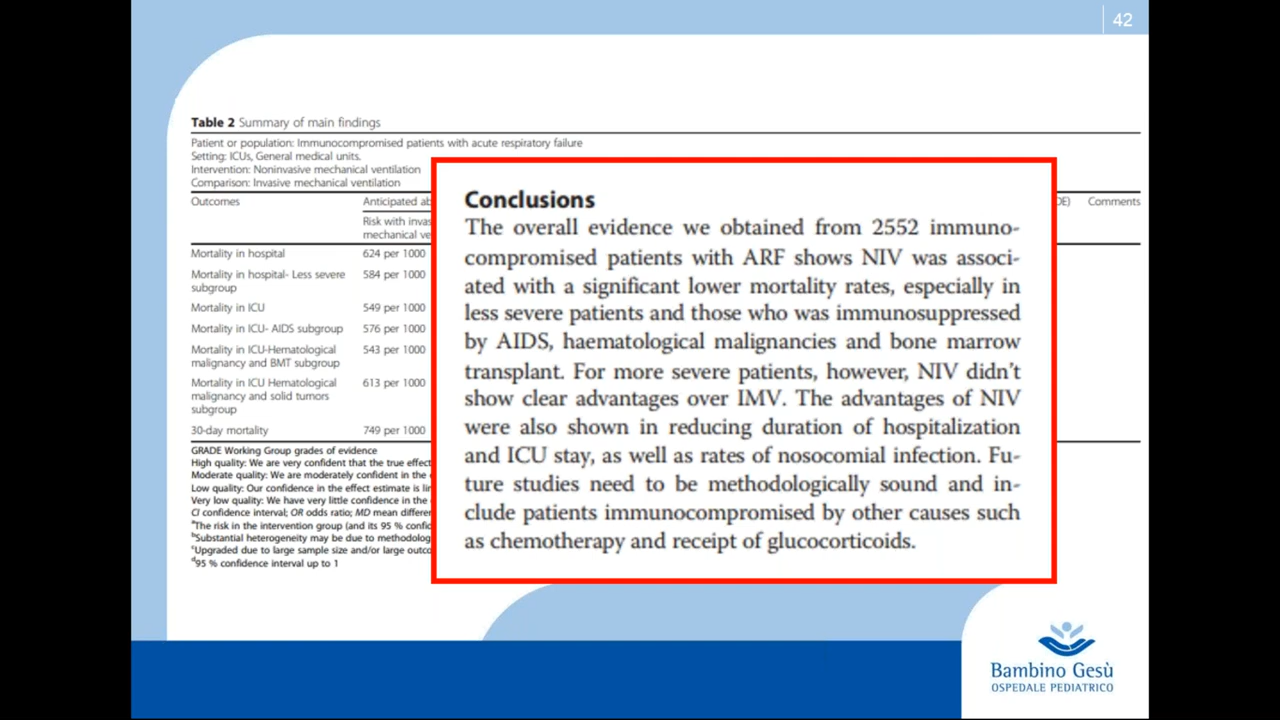 42
Table 2 Summary of main findings
Patient or population: Immunocompromised patients with acute respiratory failure
Setting: ICUs, General medical units.
Intervention: Noninvasive mechanical ventilation
Comparison: Invasive mechanical ventilation
Outcomes Anticipated ab DE) Comments
Risk with invas
mechanical ve
Mortality in hospital 624 per 1000
Mortality in hospital- Less severe 584 per 1000
subgroup
Mortality in ICU 549 per 1000
Mortality in ICU- AIDS subgroup 576 per 1000
Mortality in ICU-Hematological 543 per 1000
malignancy and BMT subgroup
Mortality in ICU Hematological 613 per 1000
malignancy and solid tumors
subgroup
30-day mortality 749 per 1000
GRADE Working Group grades of evidence
High quality: We are very confident that the true effect
Moderate quality: We are moderately confident in the
Low quality: Our confidence in the effect estimate is
Very low quality: We have very little confidence in the
CI confidence interval; OR odds ratio; MD mean differen
aThe risk in the intervention group (and its 95 % confid
bSubstantial heterogeneity may be due to methodolog
cUpgraded due to large sample size and/or large outco
d95 % confidence interval up to 1
Conclusions
The overall evidence we obtained from 2552 immuno-
compromised patients with ARF shows NIV was associ-
ated with a significant lower mortality rates, especially in
less severe patients and those who was immunosuppressed
by AIDS, haematological malignancies and bone marrow
transplant. For more severe patients, however, NIV didn't
show clear advantages over IMV. The advantages of NIV
were also shown in reducing duration of hospitalization
and ICU stay, as well as rates of nosocomial infection. Fu-
ture studies need to be methodologically sound and in-
clude patients immunocompromised by other causes such
as chemotherapy and receipt of glucocorticoids.
Bambino Gesù
OSPEDALE PEDIATRICO